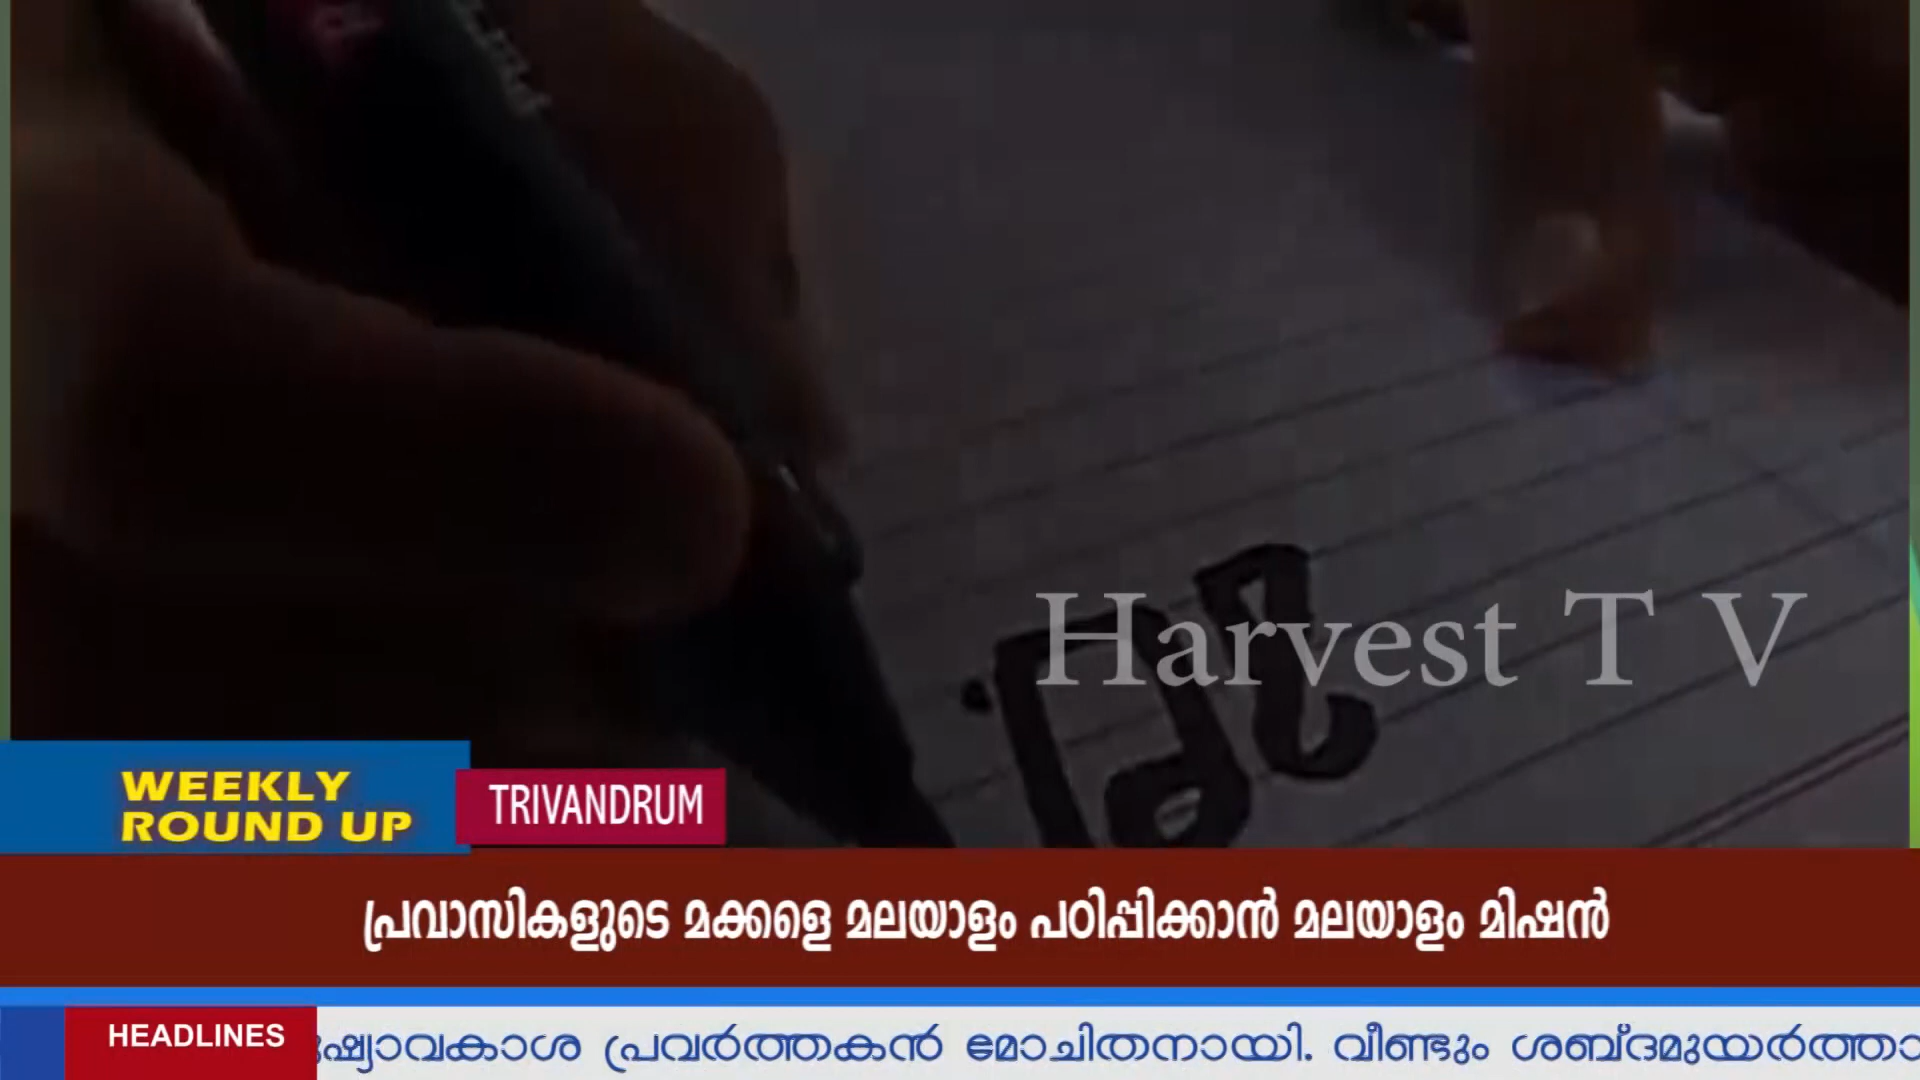 Harvest T V
WEEKLY
ROUND UP
TRIVANDRUM
പ്രവാസികളുടെ മക്കളെ മലയാളം പഠിപ്പിക്കാൻ മലയാളം മിഷൻ
HEADLINES
പ്രവർത്തകൻ മോചിതനായി. വീണ്ടും